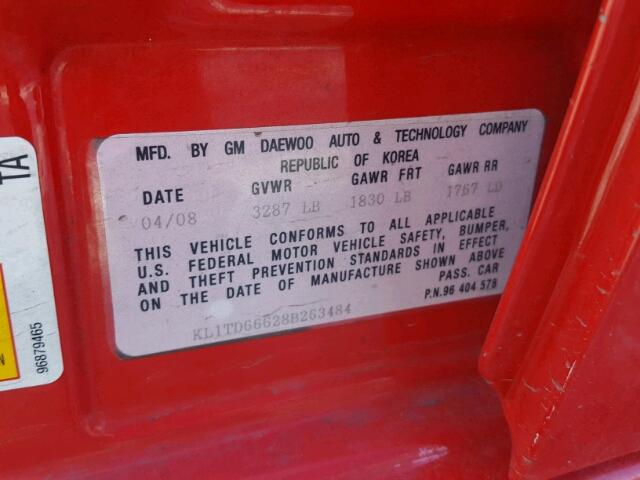 MFD. BY GM DAEWOO AUTO & TECHNOLOGY COMPANY
REPUBLIC OF KOREA
DATE GVWR GAWR FRT GAWR RR
04/08 3287 LB 1830 LB 1767 LB
THIS VEHICLE CONFORMS TO ALL APPLICABLE
U.S. FEDERAL MOTOR VEHICLE SAFETY, BUMPER,
AND THEFT PREVENTION STANDARDS IN EFFECT
ON THE DATE OF MANUFACTURE SHOWN ABOVE
PASS. CAR
P.N.96 404 578
KL1TD66628B263484
TA
N
96879465